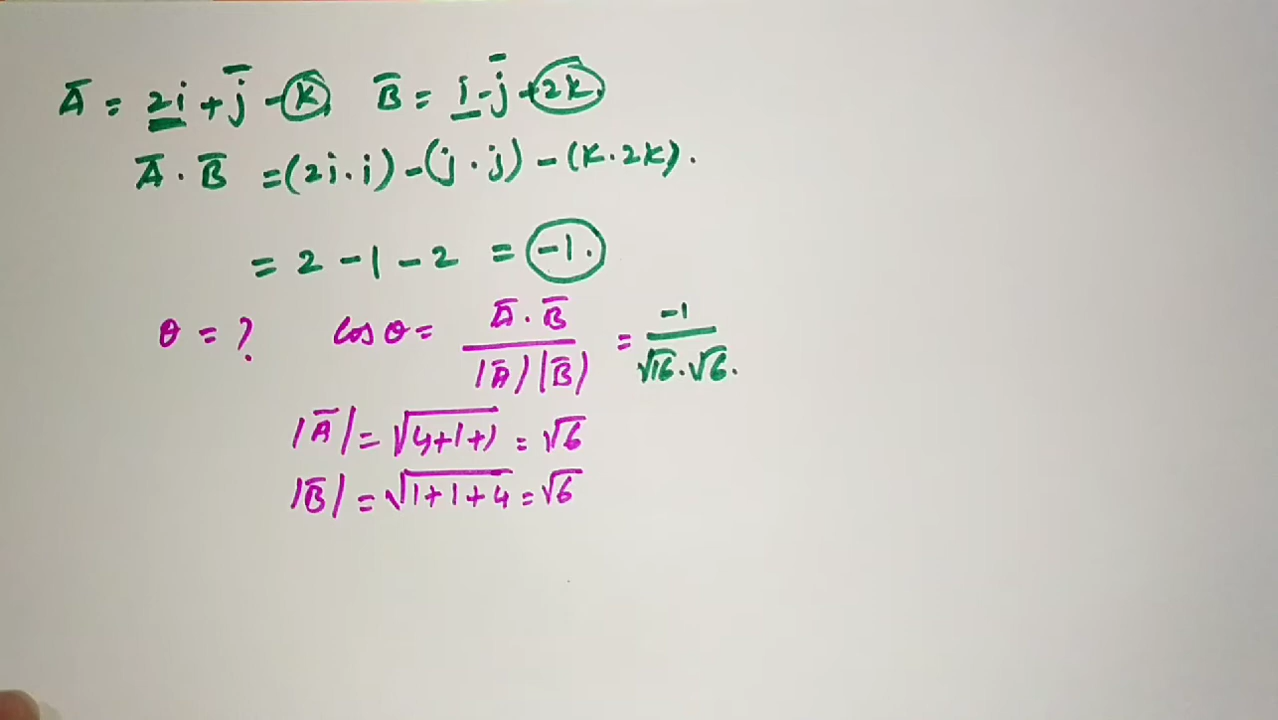 Ā = 2i + j̄ - k, B̄ = i - j̄ + 2k.
Ā · B̄ = (2i · i) - (j · j) - (k · 2k).
= 2 - 1 - 2 = -1.
θ = ? cos θ = Ā · B̄ / |Ā| |B̄| = -1 / √16 · √6.
|Ā| = √4+1+1 = √6
|B̄| = √1+1+4 = √6